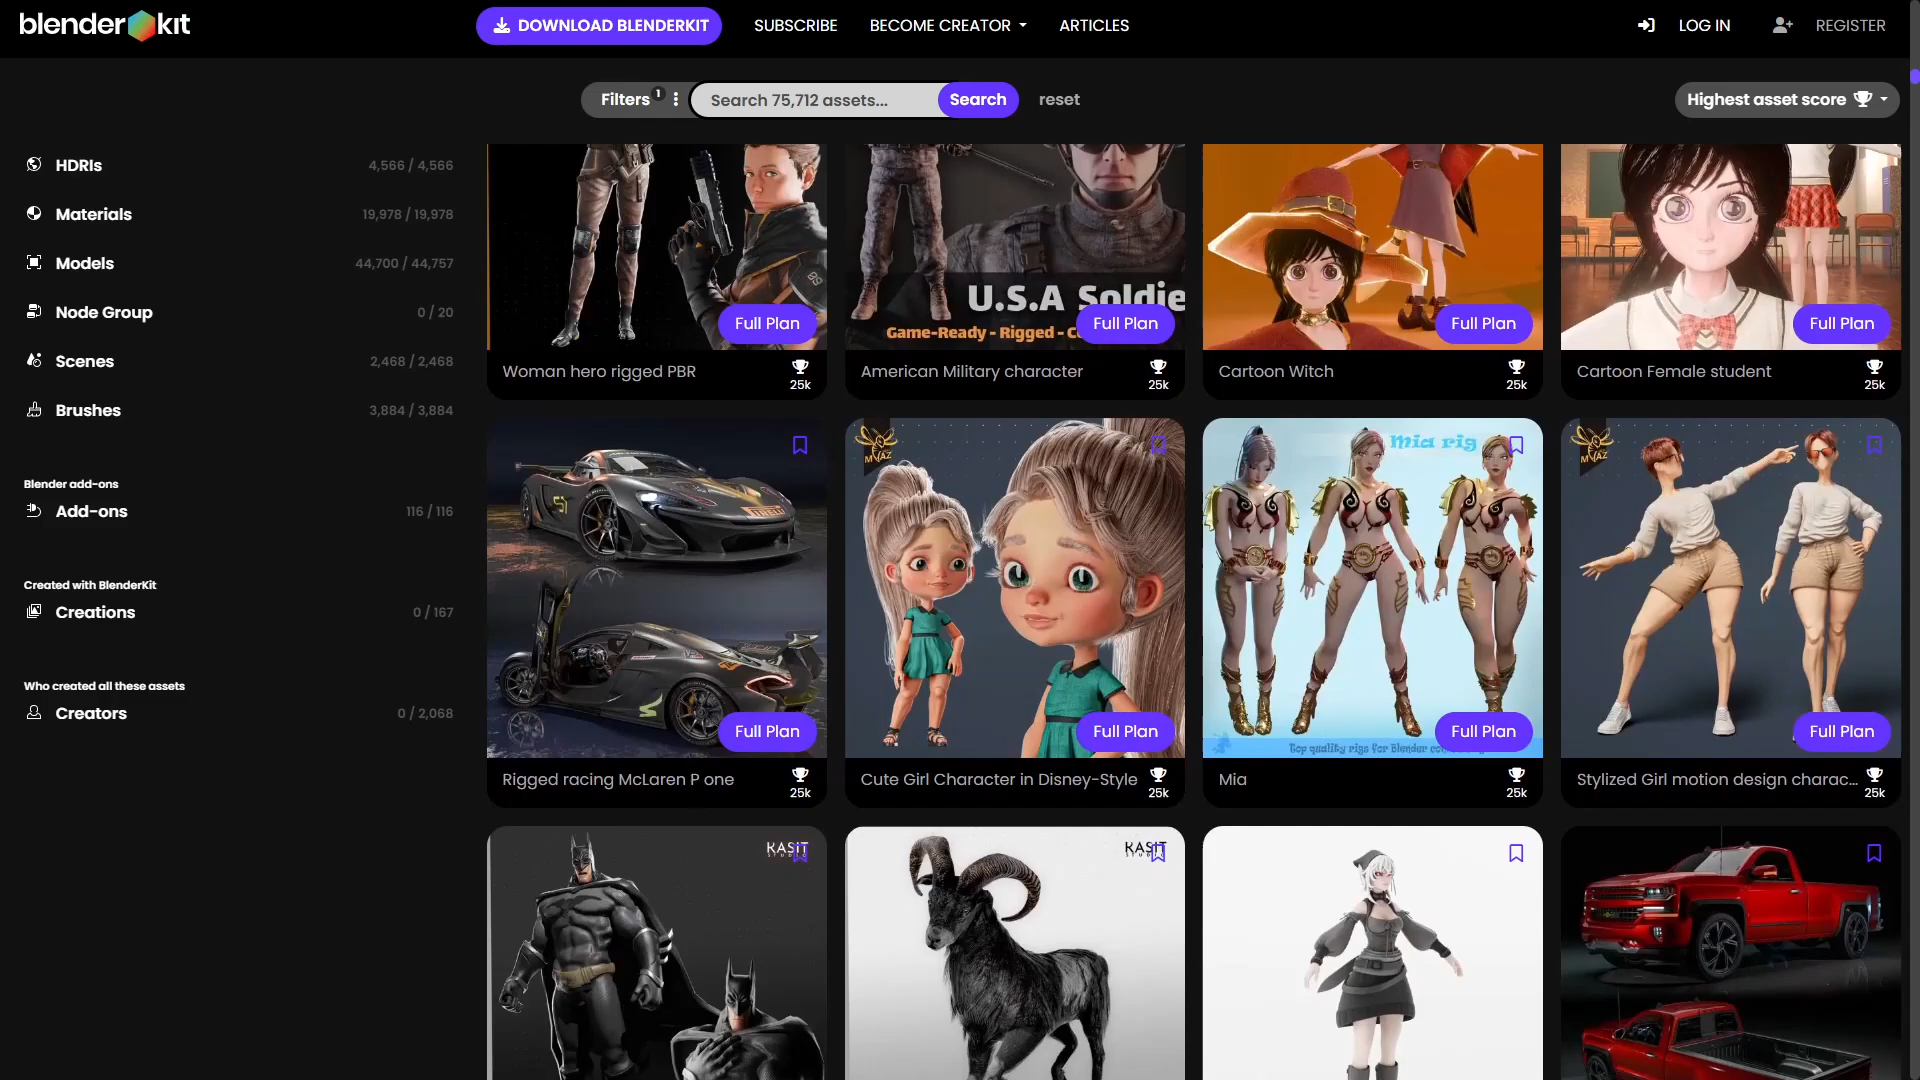 blenderkit
DOWNLOAD BLENDERKIT
SUBSCRIBE
BECOME CREATOR
ARTICLES
LOG IN
REGISTER
Filters 1
Search 75,712 assets...
Search
reset
Highest asset score
HDRIs 4,566 / 4,566
Materials 19,978 / 19,978
Models 44,700 / 44,757
Node Group 0 / 20
Scenes 2,468 / 2,468
Brushes 3,884 / 3,884
Blender add-ons
Add-ons 116 / 116
Created with BlenderKit
Creations 0 / 167
Who created all these assets
Creators 0 / 2,068
Full Plan
Woman hero rigged PBR
25k
U.S.A Soldie
Game-Ready - Rigged - C
Full Plan
American Military character
25k
Full Plan
Cartoon Witch
25k
Full Plan
Cartoon Female student
25k
PIRELLI
Full Plan
Rigged racing McLaren P one
25k
Full Plan
Cute Girl Character in Disney-Style
25k
Mia rig
Top quality rigs for Blender
Full Plan
Mia
25k
Full Plan
Stylized Girl motion design charac...
25k
KASIT
KASIT